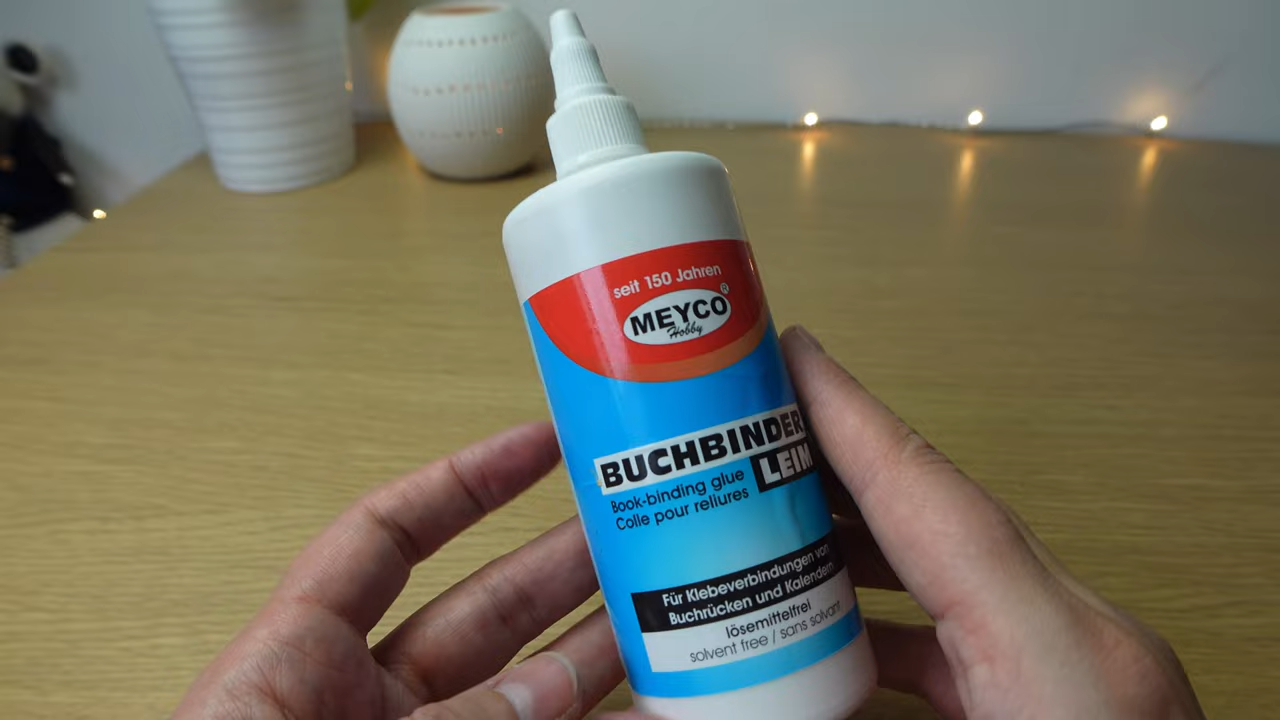 seit 150 Jahren
MEYCO®
Hobby
BUCHBINDER
LEIM
Book-binding glue
Colle pour reliures
Für Klebeverbindungen von
Buchrücken und Kalendern
lösemittelfrei
solvent free / sans solvant